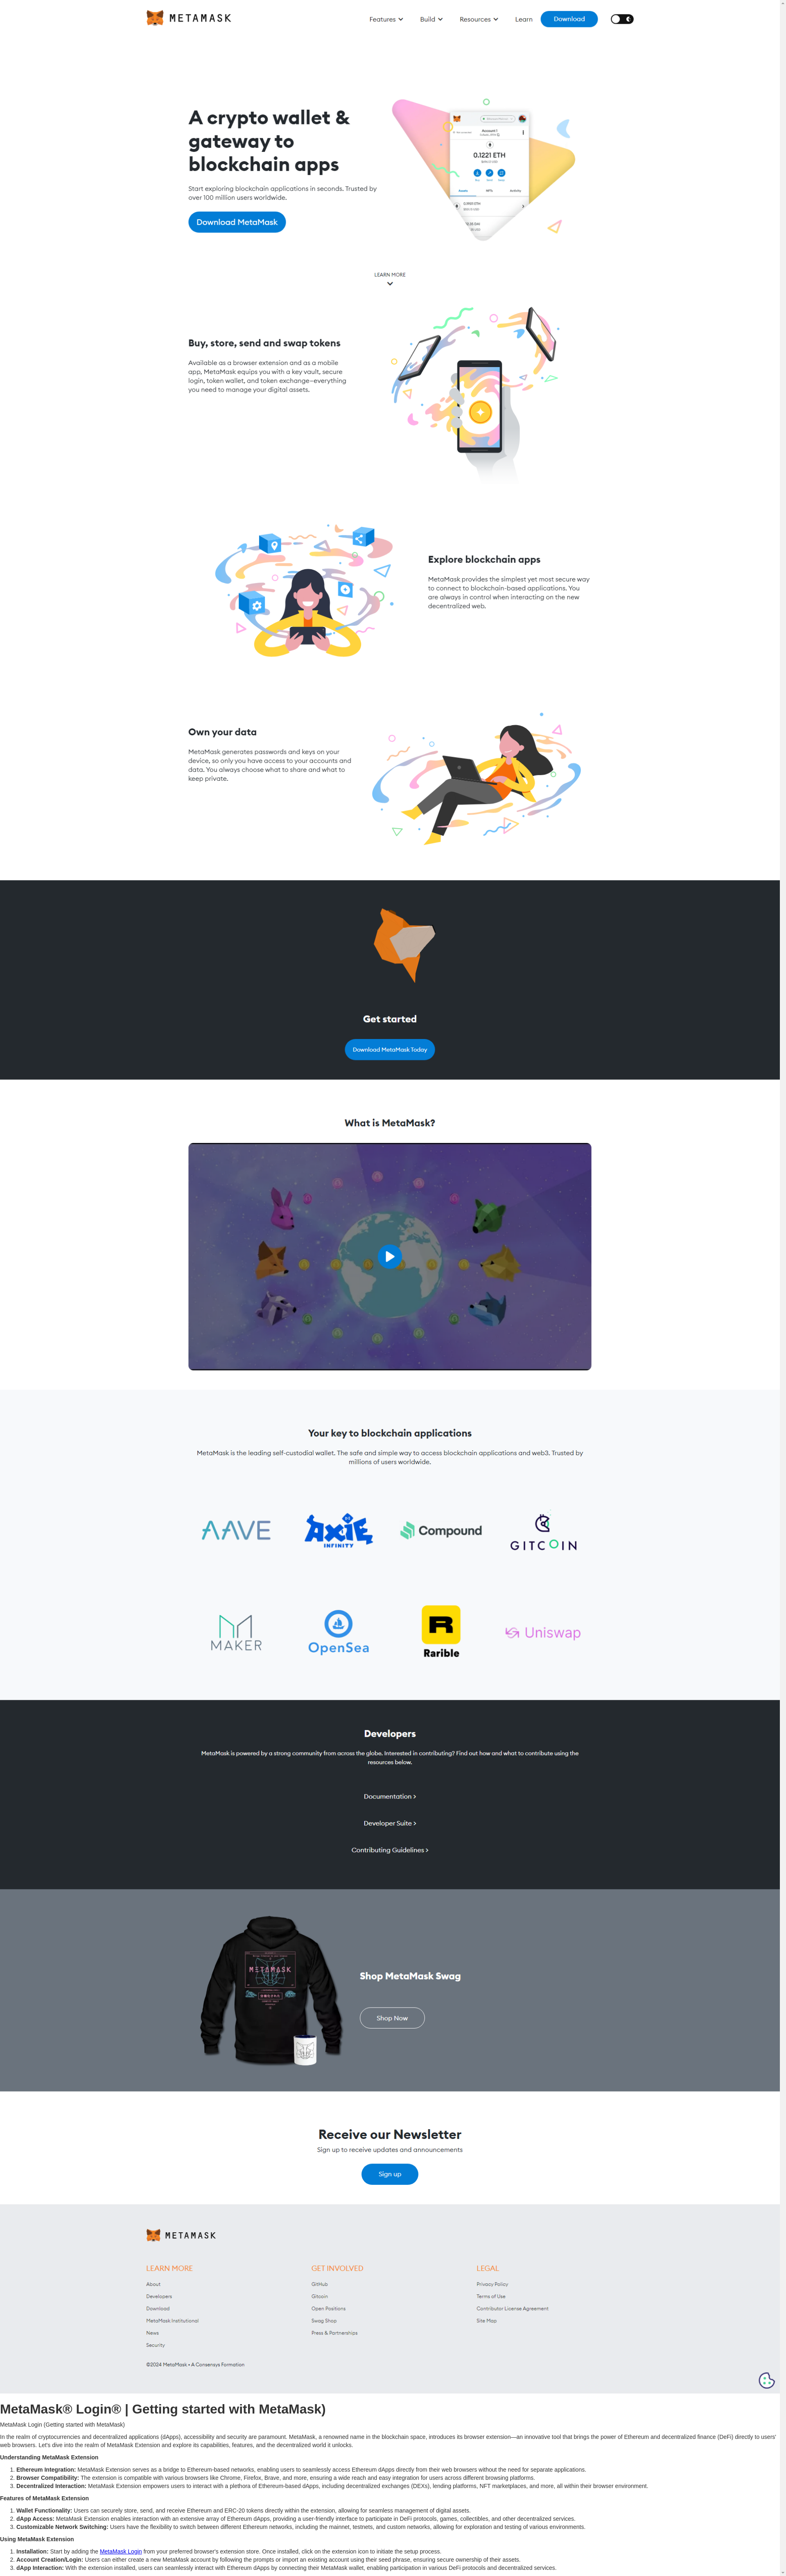 METAMASK
Features
Build
Resources
Learn
Download
A crypto wallet &
gateway to
blockchain apps
Start exploring blockchain applications in seconds. Trusted by
over 100 million users worldwide.
Download MetaMask
0.1221 ETH
LEARN MORE
Buy, store, send and swap tokens
Available as a browser extension and as a mobile
app, MetaMask equips you with a key vault, secure
login, token wallet, and token exchange—everything
you need to manage your digital assets.
Explore blockchain apps
MetaMask provides the simplest yet most secure way
to connect to blockchain-based applications. You
are always in control when interacting on the new
decentralized web.
Own your data
MetaMask generates passwords and keys on your
device, so only you have access to your accounts and
data. You always choose what to share and what to
keep private.
Get started
Download MetaMask Today
What is MetaMask?
Your key to blockchain applications
MetaMask is the leading self-custodial wallet. The safe and simple way to access blockchain applications and web3. Trusted by
millions of users worldwide.
AAVE
AXIE
INFINITY
Compound
GITCOIN
MAKER
OpenSea
R
Rarible
Uniswap
Developers
MetaMask is powered by a strong community from across the globe. Interested in contributing? Find out how and what to contribute using the
resources below.
Documentation >
Developer Suite >
Contributing Guidelines >
METAMASK
Shop MetaMask Swag
Shop Now
Receive our Newsletter
Sign up to receive updates and announcements
Sign up
METAMASK
LEARN MORE
About
Developers
Download
MetaMask Institutional
News
Security
GET INVOLVED
GitHub
Gitcoin
Open Positions
Swag Shop
Press & Partnerships
LEGAL
Privacy Policy
Terms of Use
Contributor License Agreement
Site Map
©2024 MetaMask • A Consensys Formation
MetaMask® Login® | Getting started with MetaMask)
MetaMask Login (Getting started with MetaMask)
In the realm of cryptocurrencies and decentralized applications (dApps), accessibility and security are paramount. MetaMask, a renowned name in the blockchain space, introduces its browser extension—an innovative tool that brings the power of Ethereum and decentralized finance (DeFi) directly to users'
web browsers. Let's dive into the realm of MetaMask Extension and explore its capabilities, features, and the decentralized world it unlocks.
Understanding MetaMask Extension
1. Ethereum Integration: MetaMask Extension serves as a bridge to Ethereum-based networks, enabling users to seamlessly access Ethereum dApps directly from their web browsers without the need for separate applications.
2. Browser Compatibility: The extension is compatible with various browsers like Chrome, Firefox, Brave, and more, ensuring a wide reach and easy integration for users across different browsing platforms.
3. Decentralized Interaction: MetaMask Extension empowers users to interact with a plethora of Ethereum-based dApps, including decentralized exchanges (DEXs), lending platforms, NFT marketplaces, and more, all within their browser environment.
Features of MetaMask Extension
1. Wallet Functionality: Users can securely store, send, and receive Ethereum and ERC-20 tokens directly within the extension, allowing for seamless management of digital assets.
2. dApp Access: MetaMask Extension enables interaction with an extensive array of Ethereum dApps, providing a user-friendly interface to participate in DeFi protocols, games, collectibles, and other decentralized services.
3. Customizable Network Switching: Users have the flexibility to switch between different Ethereum networks, including the mainnet, testnets, and custom networks, allowing for exploration and testing of various environments.
Using MetaMask Extension
1. Installation: Start by adding the MetaMask Login from your preferred browser's extension store. Once installed, click on the extension icon to initiate the setup process.
2. Account Creation/Login: Users can either create a new MetaMask account by following the prompts or import an existing account using their seed phrase, ensuring secure ownership of their assets.
3. dApp Interaction: With the extension installed, users can seamlessly interact with Ethereum dApps by connecting their MetaMask wallet, enabling participation in various DeFi protocols and decentralized services.